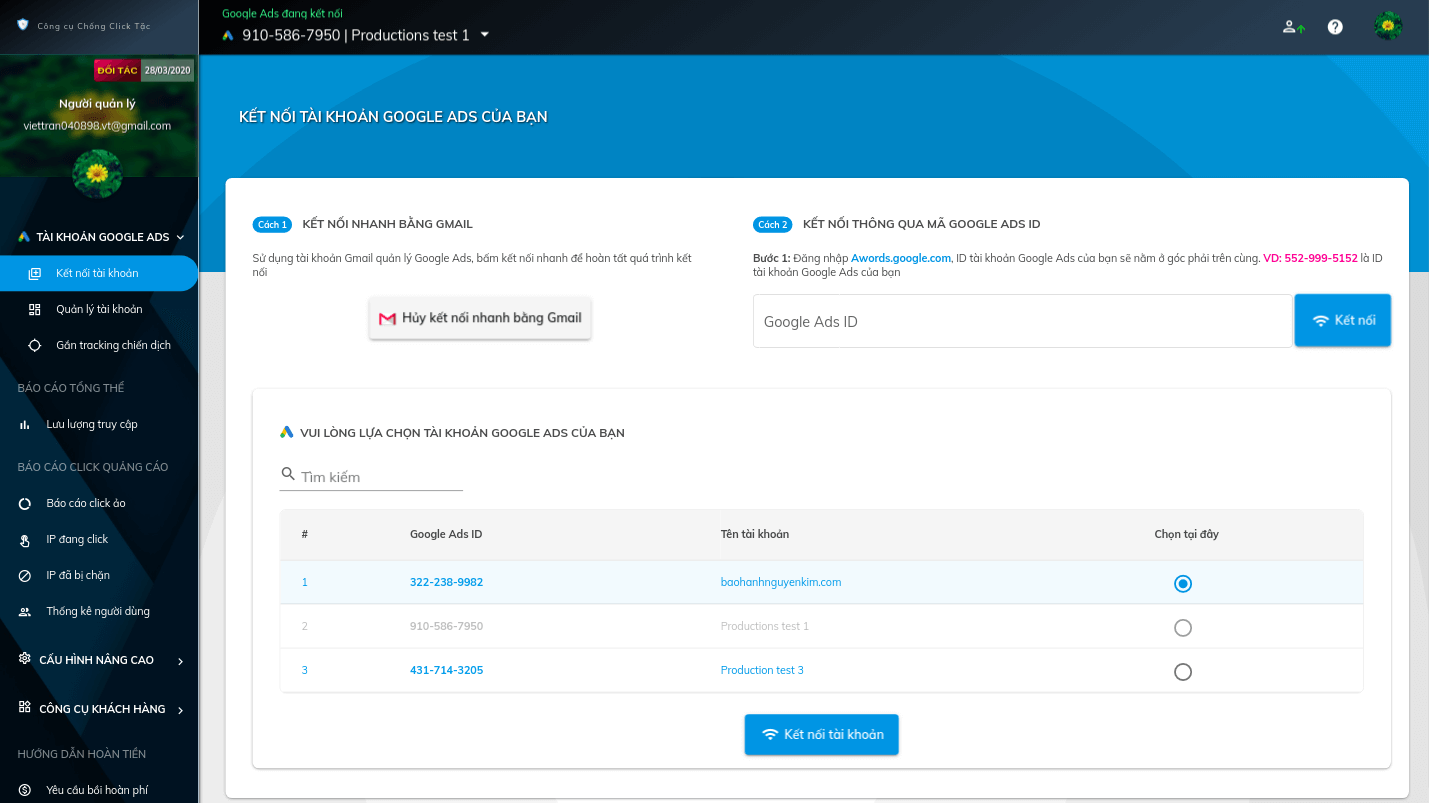 Công cụ Chống Click Tặc
Google Ads đang kết nối
910-586-7950 | Productions test 1
ĐỐI TÁC 28/03/2020
Người quản lý
viettran040898.vt@gmail.com
TÀI KHOẢN GOOGLE ADS
Kết nối tài khoản
Quản lý tài khoản
Gắn tracking chiến dịch
BÁO CÁO TỔNG THỂ
Lưu lượng truy cập
BÁO CÁO CLICK QUẢNG CÁO
Báo cáo click ảo
IP đang click
IP đã bị chặn
Thống kê người dùng
CẤU HÌNH NÂNG CAO
CÔNG CỤ KHÁCH HÀNG
HƯỚNG DẪN HOÀN TIỀN
Yêu cầu bồi hoàn phí
KẾT NỐI TÀI KHOẢN GOOGLE ADS CỦA BẠN
Cách 1 KẾT NỐI NHANH BẰNG GMAIL
Sử dụng tài khoản Gmail quản lý Google Ads, bấm kết nối nhanh để hoàn tất quá trình kết
nối
Hủy kết nối nhanh bằng Gmail
Cách 2 KẾT NỐI THÔNG QUA MÃ GOOGLE ADS ID
Bước 1: Đăng nhập Awords.google.com, ID tài khoản Google Ads của bạn sẽ nằm ở góc phải trên cùng. VD: 552-999-5152 là ID
tài khoản Google Ads của bạn
Google Ads ID
Kết nối
VUI LÒNG LỰA CHỌN TÀI KHOẢN GOOGLE ADS CỦA BẠN
Tìm kiếm
# Google Ads ID Tên tài khoản Chọn tại đây
1 322-238-9982 baohanhnguyenkim.com
2 910-586-7950 Productions test 1
3 431-714-3205 Production test 3
Kết nối tài khoản